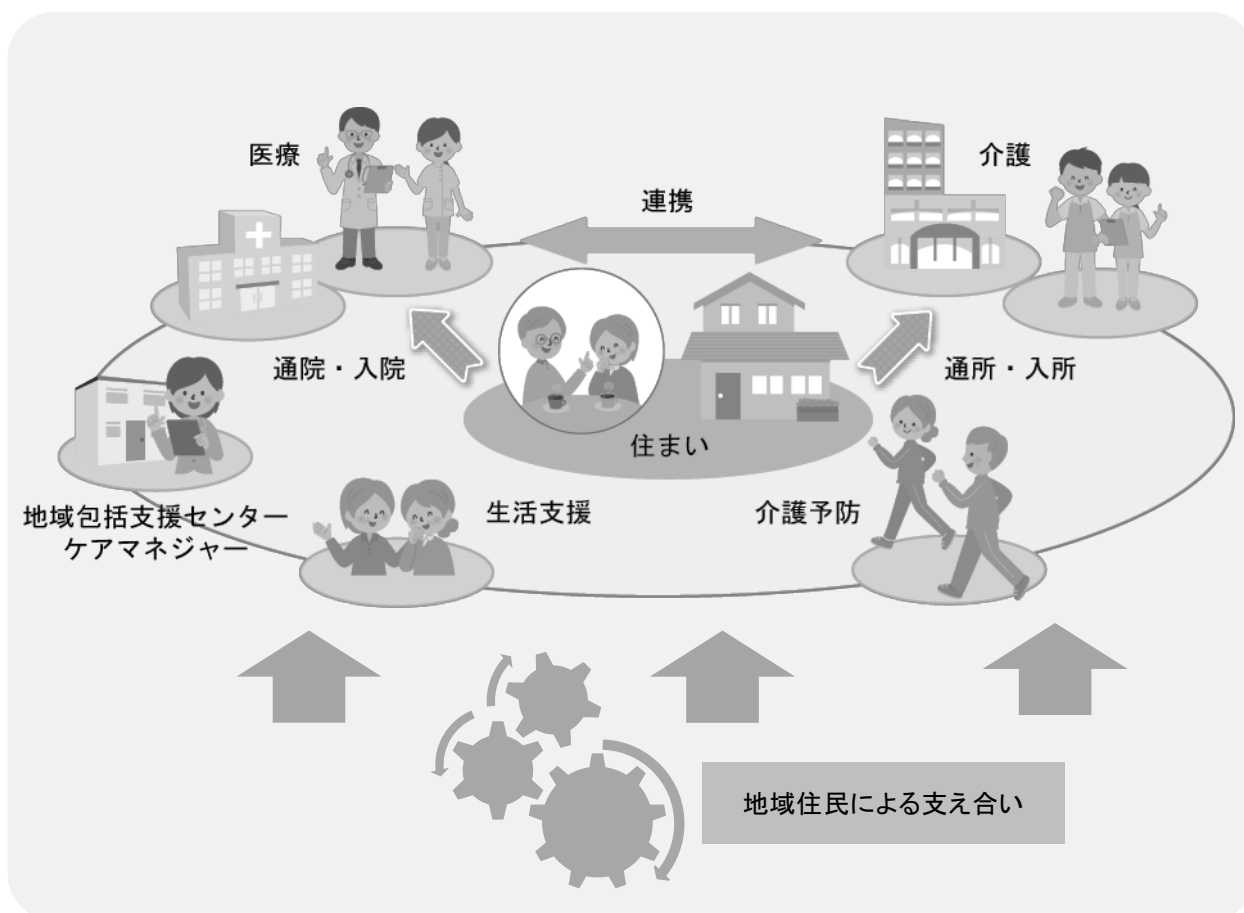 医療
介護
連携
通院・入院
通所・入所
住まい
地域包括支援センター
ケアマネジャー
生活支援
介護予防
地域住民による支え合い